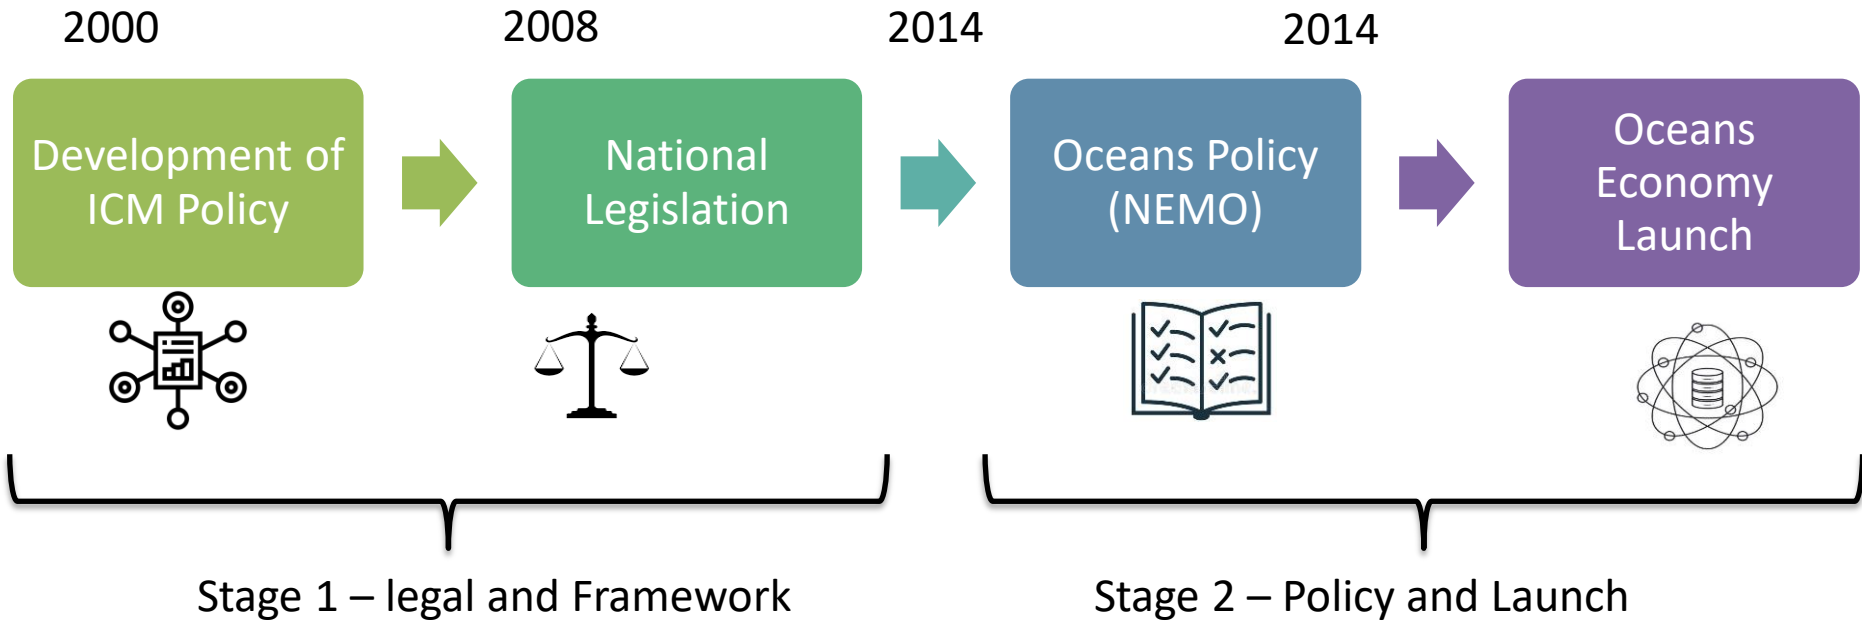 2000
2008
2014
2014
Development of
ICM Policy
National
Legislation
Oceans Policy
(NEMO)
Oceans
Economy
Launch
Stage 1 – legal and Framework
Stage 2 – Policy and Launch